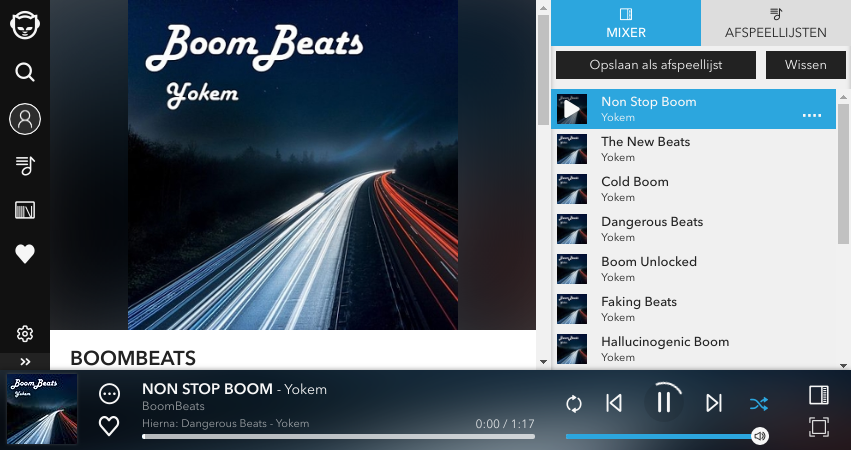 Boom Beats
Yokem
BOOMBEATS
MIXER
AFSPEELLIJSTEN
Opslaan als afspeellijst
Wissen
Non Stop Boom
Yokem
The New Beats
Yokem
Cold Boom
Yokem
Dangerous Beats
Yokem
Boom Unlocked
Yokem
Faking Beats
Yokem
Hallucinogenic Boom
Yokem
Boom Beats
Yokem
NON STOP BOOM - Yokem
BoomBeats
Hierna: Dangerous Beats - Yokem
0:00 / 1:17